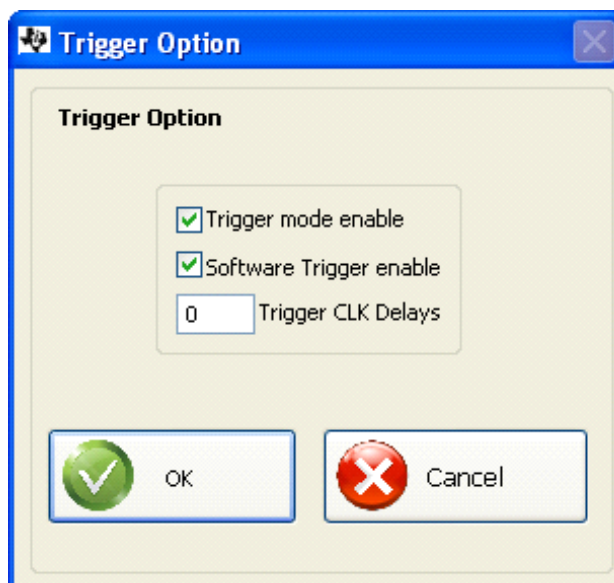 Trigger Option
Trigger Option
Trigger mode enable
Software Trigger enable
0 Trigger CLK Delays
OK Cancel